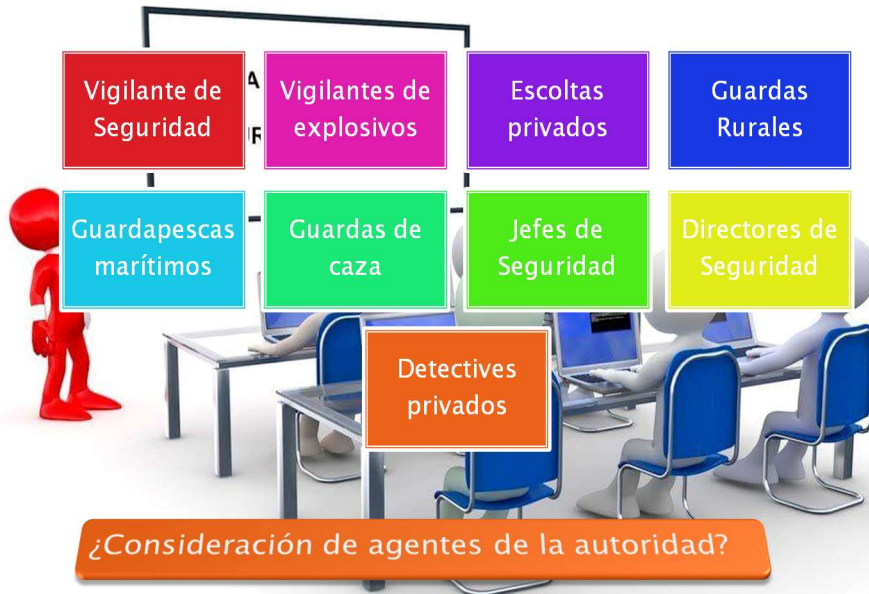 Vigilante de
Seguridad
Vigilantes de
explosivos
Escoltas
privados
Guardas
Rurales
Guardapescas
marítimos
Guardas de
caza
Jefes de
Seguridad
Directores de
Seguridad
Detectives
privados
¿Consideración de agentes de la autoridad?